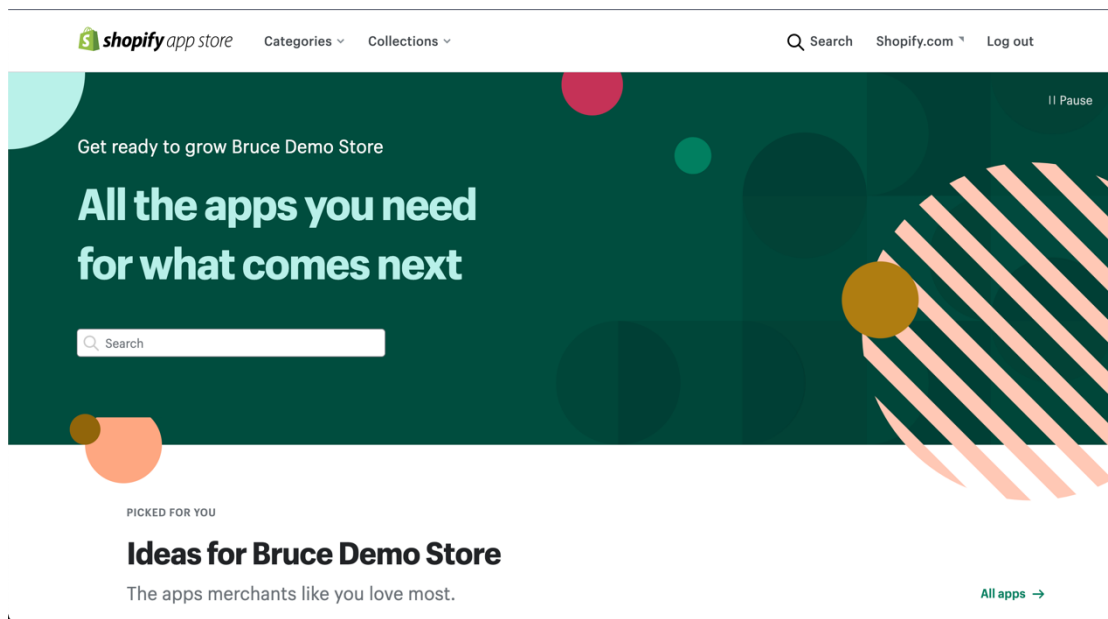 shopify app store Categories Collections Search Shopify.com Log out
Pause
Get ready to grow Bruce Demo Store
All the apps you need
for what comes next
Search
PICKED FOR YOU
Ideas for Bruce Demo Store
The apps merchants like you love most.
All apps →